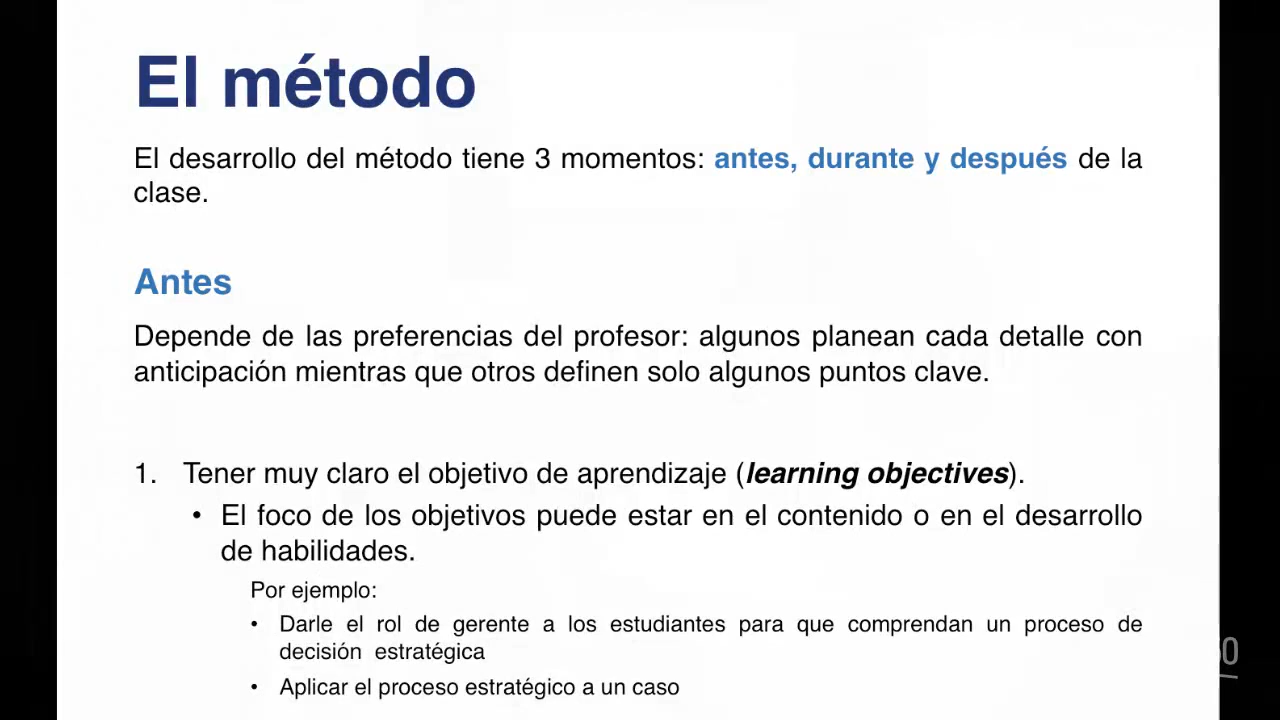 El método
El desarrollo del método tiene 3 momentos: antes, durante y después de la
clase.
Antes
Depende de las preferencias del profesor: algunos planean cada detalle con
anticipación mientras que otros definen solo algunos puntos clave.
1. Tener muy claro el objetivo de aprendizaje (learning objectives).
• El foco de los objetivos puede estar en el contenido o en el desarrollo
de habilidades.
Por ejemplo:
• Darle el rol de gerente a los estudiantes para que comprendan un proceso de
decisión estratégica
• Aplicar el proceso estratégico a un caso